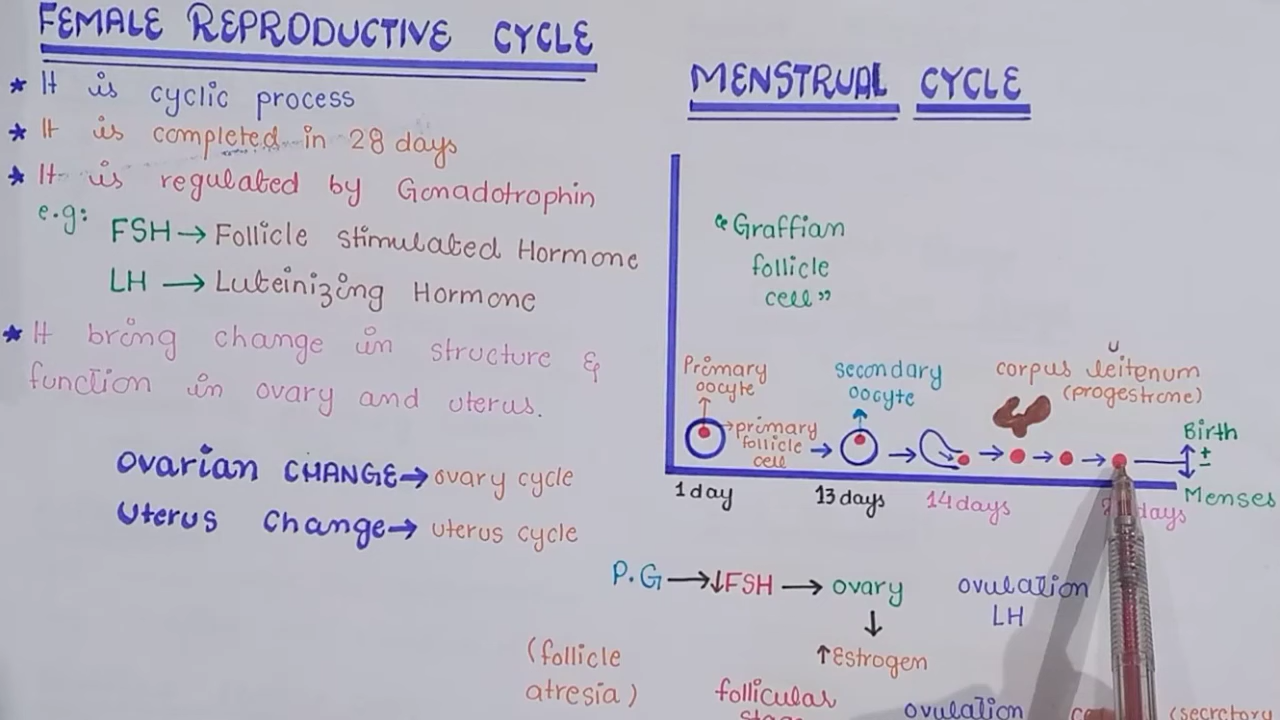 FEMALE REPRODUCTIVE CYCLE
* It is cyclic process
* It is completed in 28 days
* It is regulated by Gonadotrophin
e.g:
FSH → Follicle stimulated Hormone
LH → Luteinizing Hormone
* It bring change in structure &
function in ovary and uterus.
Ovarian CHANGE → ovary cycle
Uterus Change → uterus cycle
MENSTRUAL CYCLE
"Graffian
follicle
cell"
Primary
oocyte
primary
follicle
cell
secondary
oocyte
u
corpus leitenum
(progestrone)
Birth
+
-
Menses
1 day
13 days
14 days
days
P.G → ↓FSH → ovary
↓
↑Estrogen
ovulation
LH
(follicle
atresia)
follicular
ovulation
(secretory